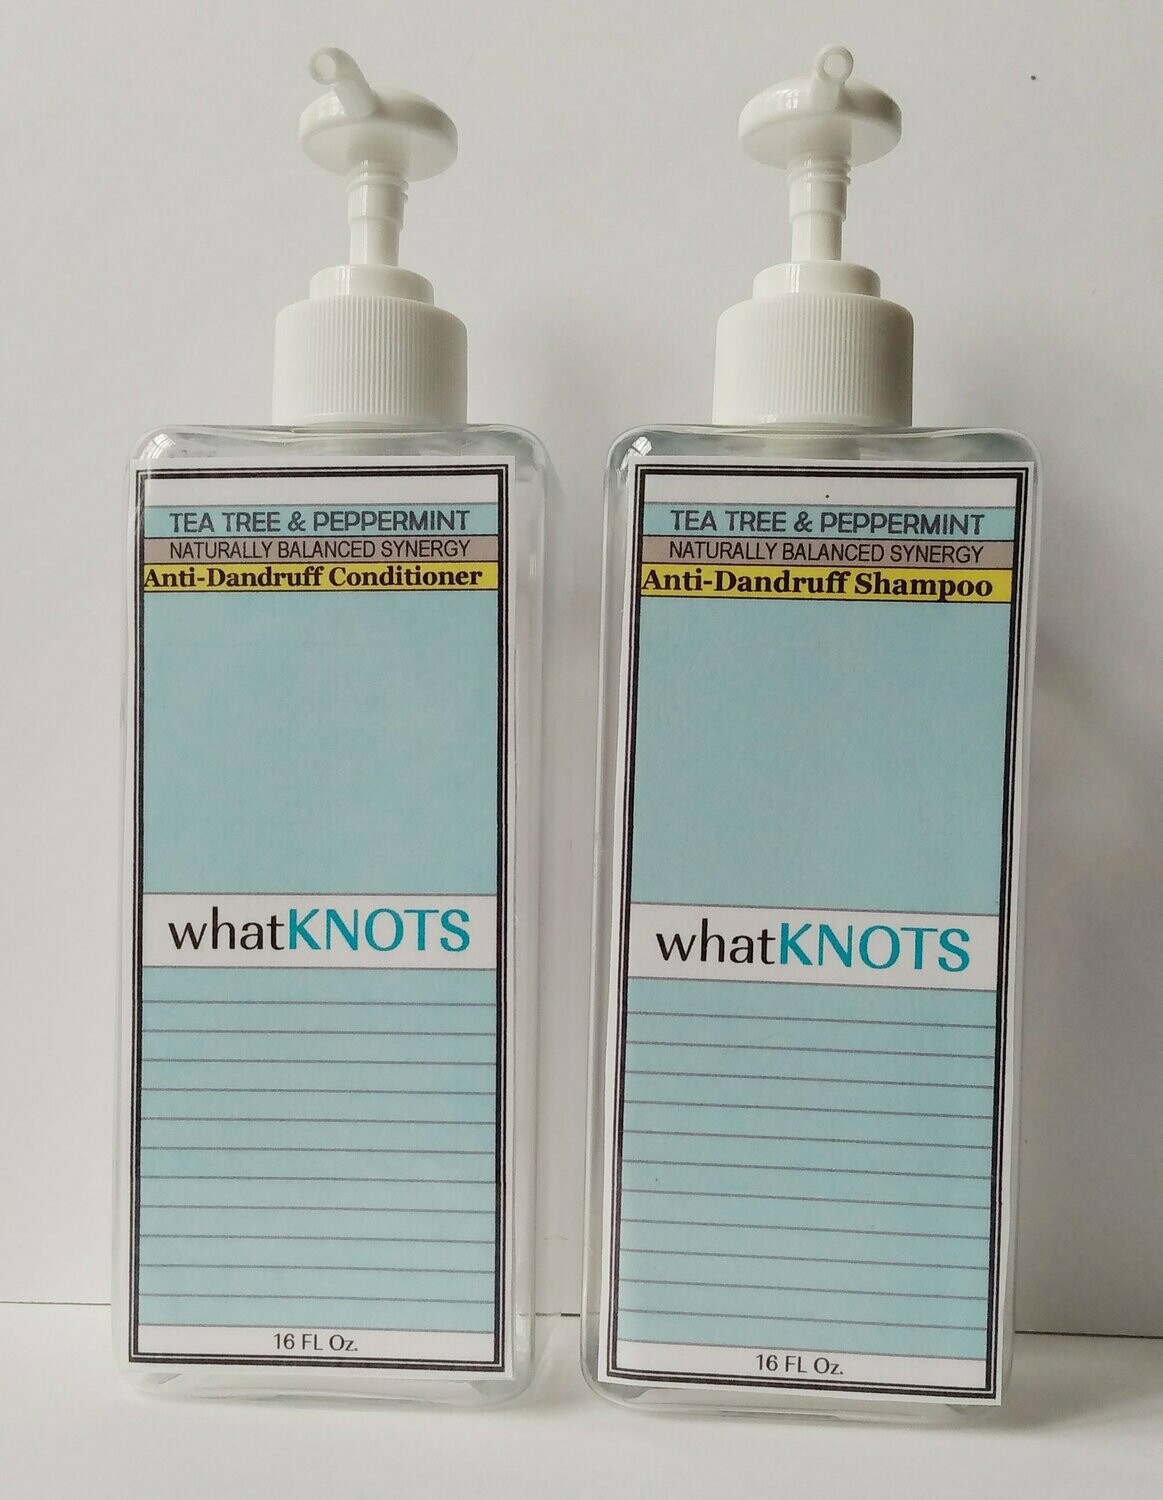 TEA TREE & PEPPERMINT
NATURALLY BALANCED SYNERGY
Anti-Dandruff Conditioner
whatKNOTS
16 FL Oz.
TEA TREE & PEPPERMINT
NATURALLY BALANCED SYNERGY
Anti-Dandruff Shampoo
whatKNOTS
16 FL Oz.